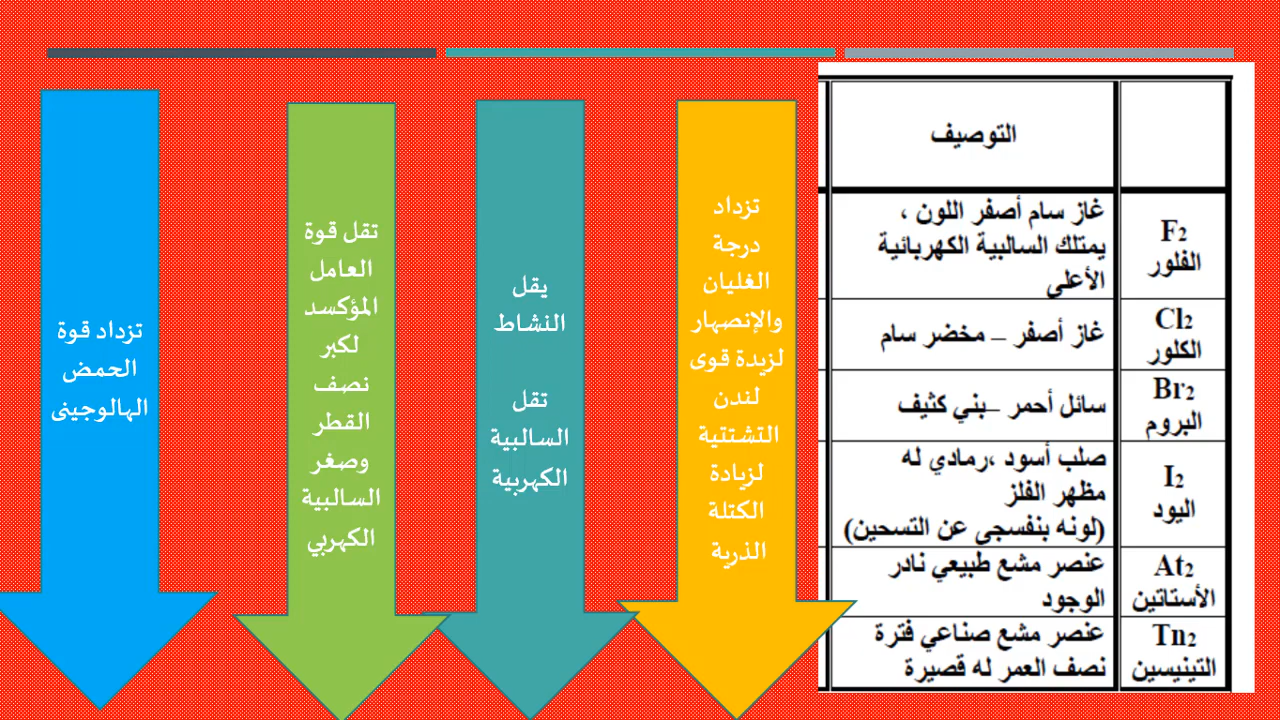 التوصيف
F2
الفلور
غاز سام أصفر اللون ،
يمتلك السالبية الكهربائية
الأعلى
Cl2
الكلور
غاز أصفر – مخضر سام
Br2
البروم
سائل أحمر –بني كثيف
I2
اليود
صلب أسود ،رمادي له
مظهر الفلز
(لونه بنفسجي عن التسحين)
At2
الأستاتين
عنصر مشع طبيعي نادر
الوجود
Tn2
التينيسين
عنصر مشع صناعي فترة
نصف العمر له قصيرة
تزداد
درجة
الغليان
والإنصهار
لزيدة قوى
لندن
التشتتية
لزيادة
الكتلة
الذرية
يقل
النشاط
تقل
السالبية
الكهربية
تقل قوة
العامل
المؤكسد
لكبر
نصف
القطر
وصغر
السالبية
الكهربي
تزداد قوة
الحمض
الهالوجينى